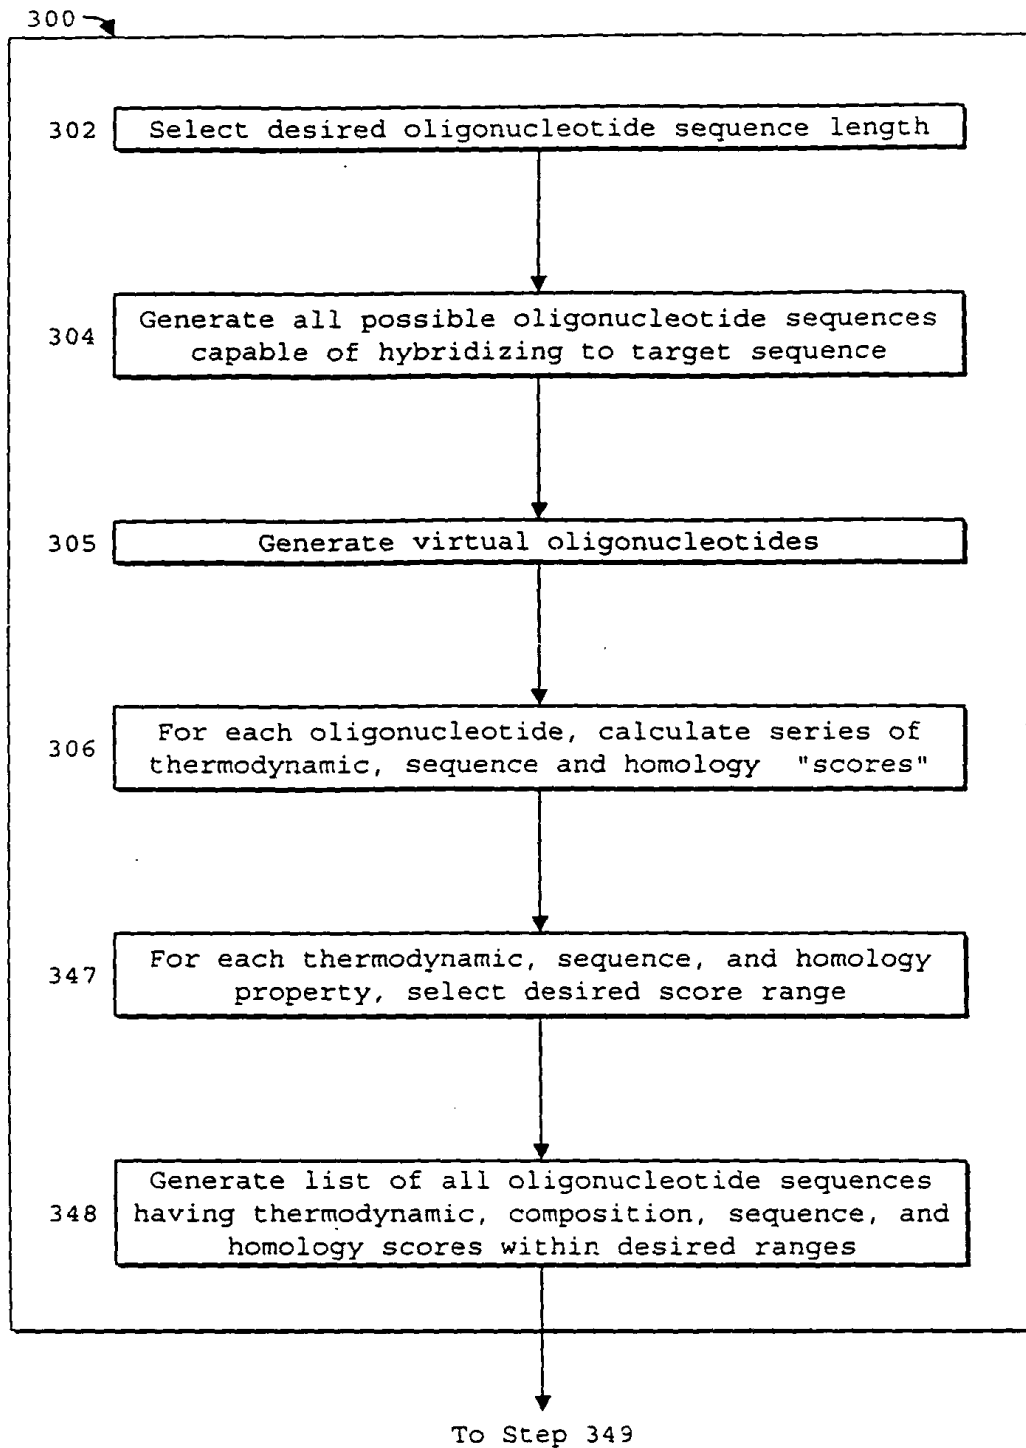 300
302 Select desired oligonucleotide sequence length
304 Generate all possible oligonucleotide sequences
capable of hybridizing to target sequence
305 Generate virtual oligonucleotides
306 For each oligonucleotide, calculate series of
thermodynamic, sequence and homology "scores"
347 For each thermodynamic, sequence, and homology
property, select desired score range
348 Generate list of all oligonucleotide sequences
having thermodynamic, composition, sequence, and
homology scores within desired ranges
To Step 349